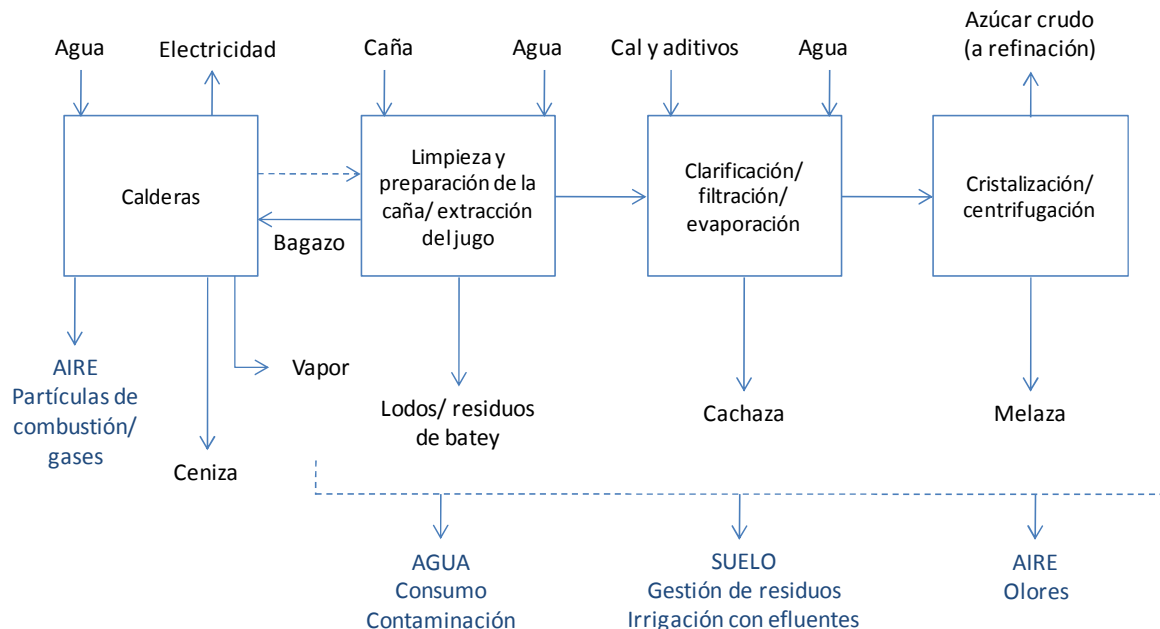 Agua
Electricidad
Caña
Agua
Cal y aditivos
Agua
Azúcar crudo
(a refinación)
Calderas
Limpieza y
preparación de la
caña/ extracción
del jugo
Clarificación/
filtración/
evaporación
Cristalización/
centrifugación
Bagazo
AIRE
Partículas de
combustión/
gases
Vapor
Ceniza
Lodos/ residuos
de batey
Cachaza
Melaza
AGUA
Consumo
Contaminación
SUELO
Gestión de residuos
Irrigación con efluentes
AIRE
Olores